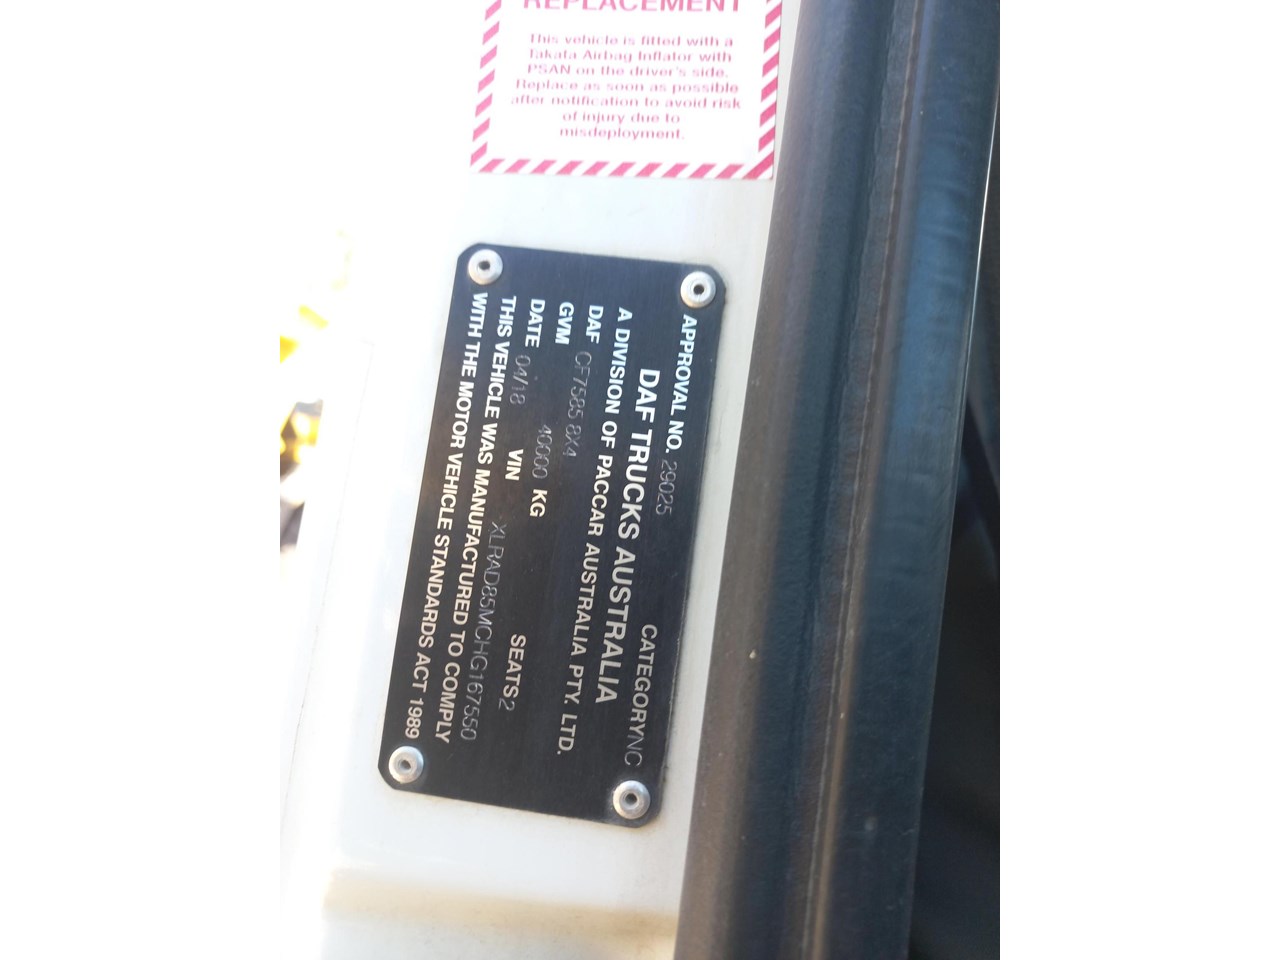 REPLACEMENT
This vehicle is fitted with a
Takata Airbag Inflator with
PSAN on the driver's side.
Replace as soon as possible
after notification to avoid risk
of injury due to
misdeployment.
APPROVAL NO. 29025 CATEGORY NC
DAF TRUCKS AUSTRALIA
A DIVISION OF PACCAR AUSTRALIA PTY. LTD.
DAF CF7585 8X4
GVM 40000 KG SEATS 2
DATE 04/18 VIN XLRAD85MCHG167550
THIS VEHICLE WAS MANUFACTURED TO COMPLY
WITH THE MOTOR VEHICLE STANDARDS ACT 1989